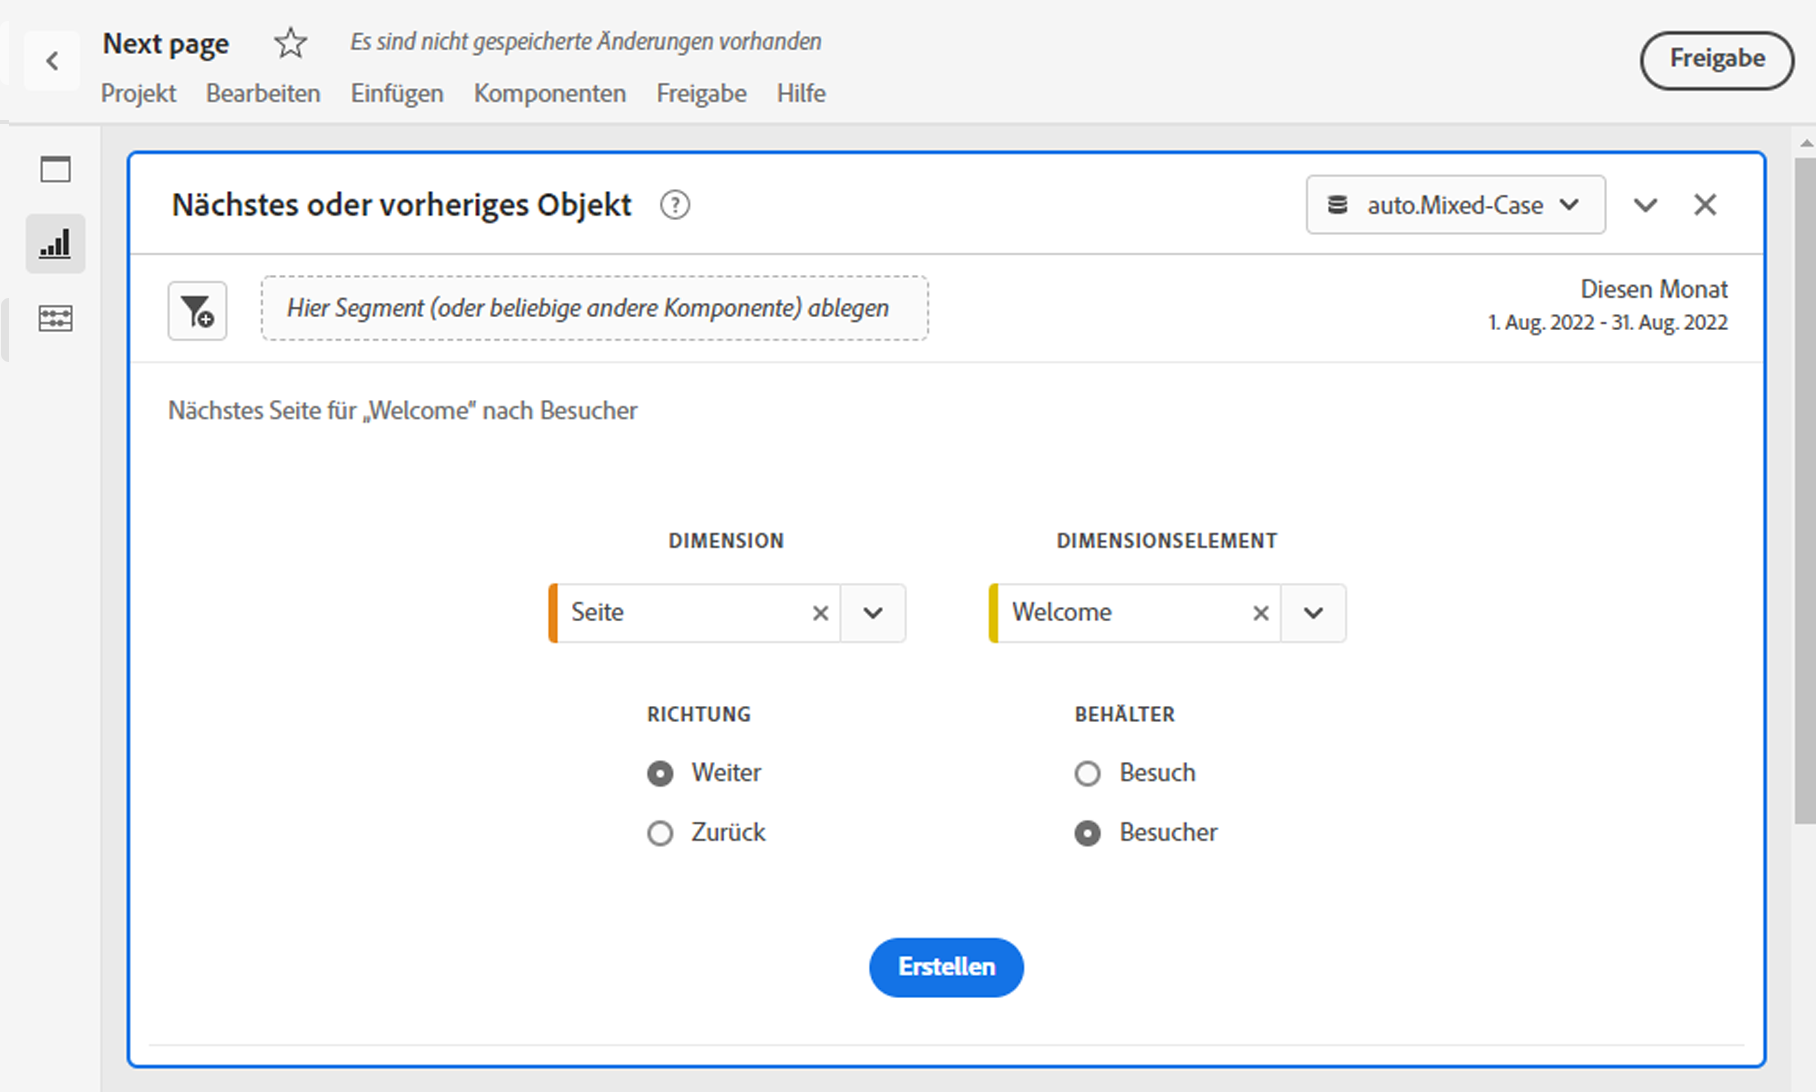 Next page
Es sind nicht gespeicherte Änderungen vorhanden
Freigabe
Projekt Bearbeiten Einfügen Komponenten Freigabe Hilfe
Nächstes oder vorheriges Objekt
auto.Mixed-Case
Hier Segment (oder beliebige andere Komponente) ablegen
Diesen Monat
1. Aug. 2022 - 31. Aug. 2022
Nächstes Seite für „Welcome“ nach Besucher
DIMENSION
DIMENSIONSELEMENT
Seite
Welcome
RICHTUNG
BEHÄLTER
Weiter
Besuch
Zurück
Besucher
Erstellen